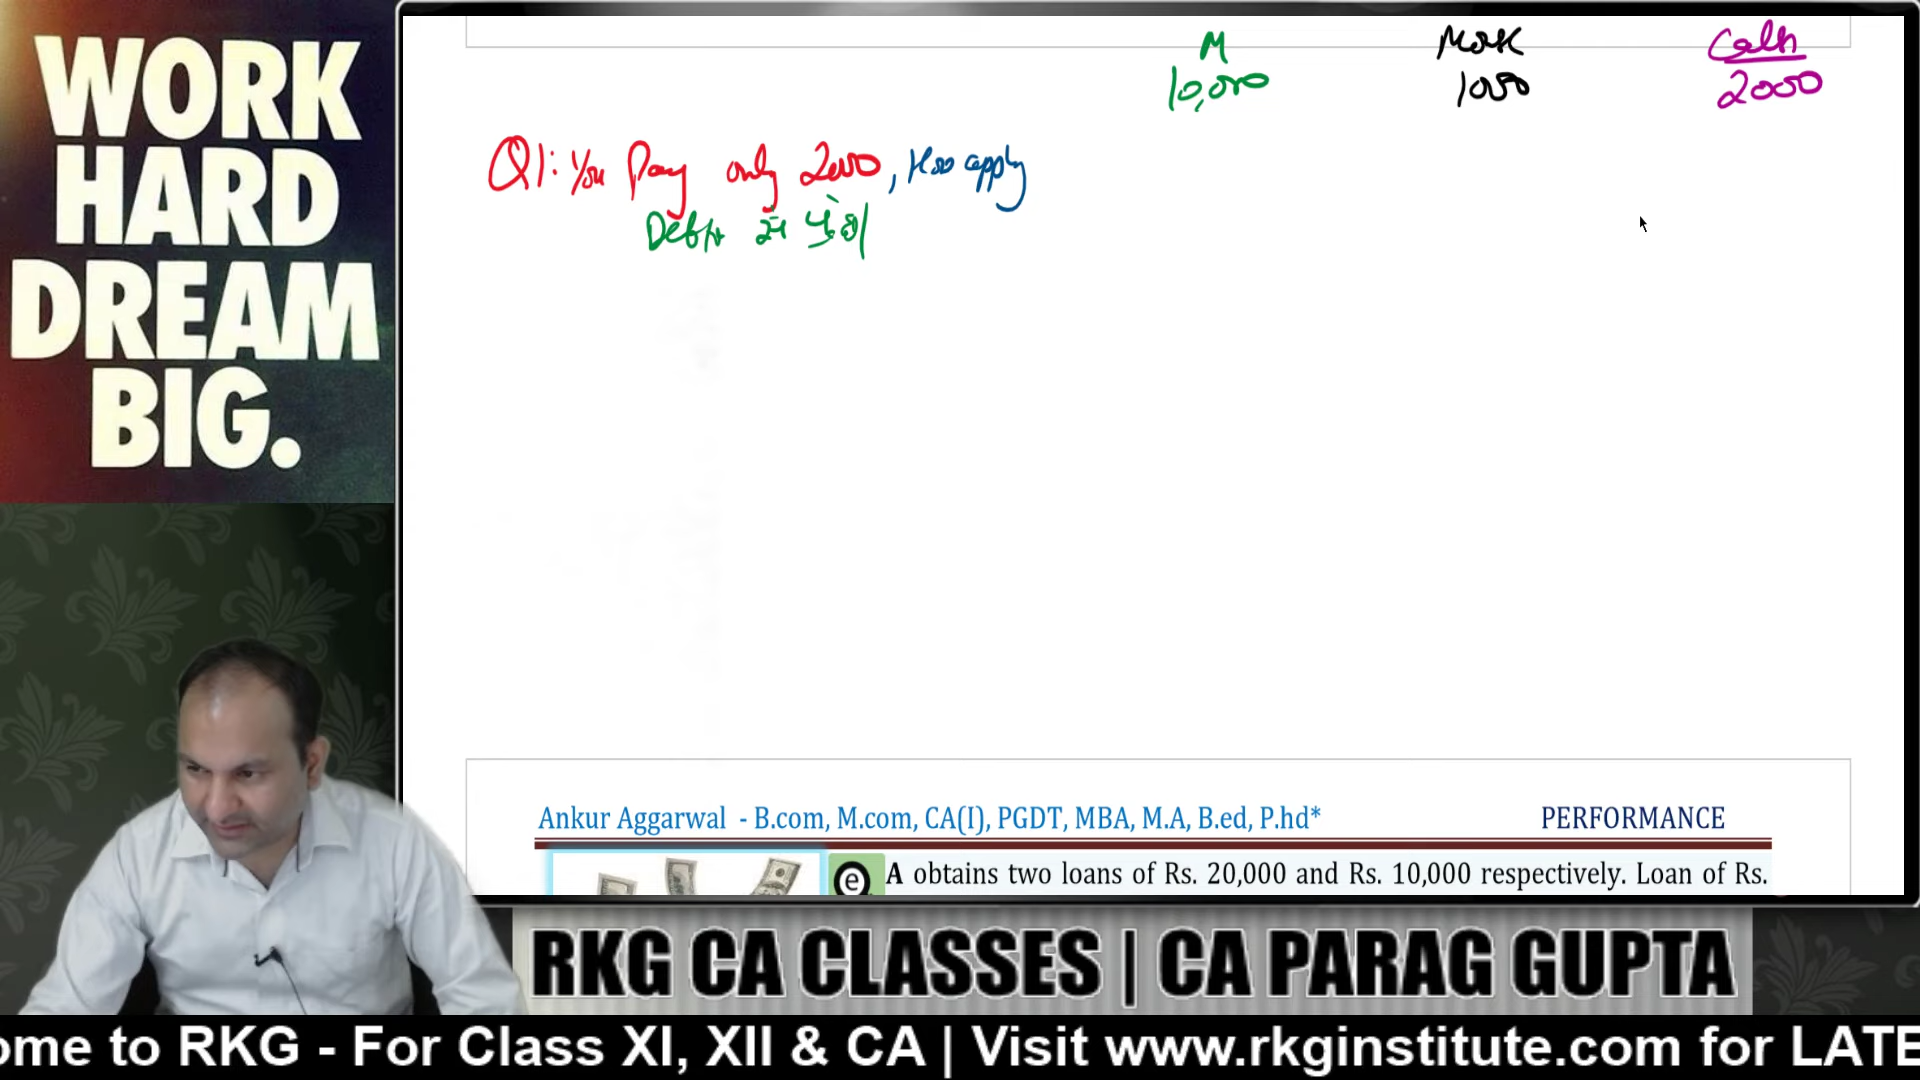 WORK
HARD
DREAM
BIG.
M
10,000
1000
Cash
2000
Q1: You Pay only 2000, How apply
Debt
Ankur Aggarwal - B.com, M.com, CA(I), PGDT, MBA, M.A, B.ed, P.hd*
PERFORMANCE
e
A obtains two loans of Rs. 20,000 and Rs. 10,000 respectively. Loan of Rs.
RKG CA CLASSES | CA PARAG GUPTA
ome to RKG - For Class XI, XII & CA | Visit www.rkginstitute.com for LATE